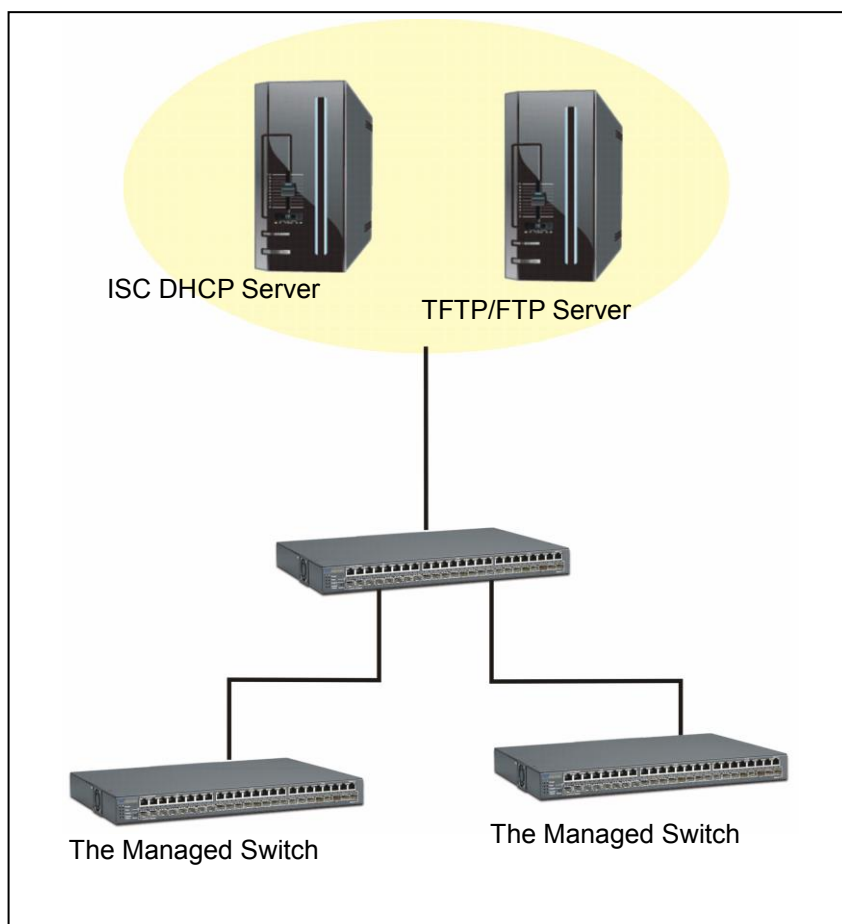 ISC DHCP Server
TFTP/FTP Server
The Managed Switch
The Managed Switch